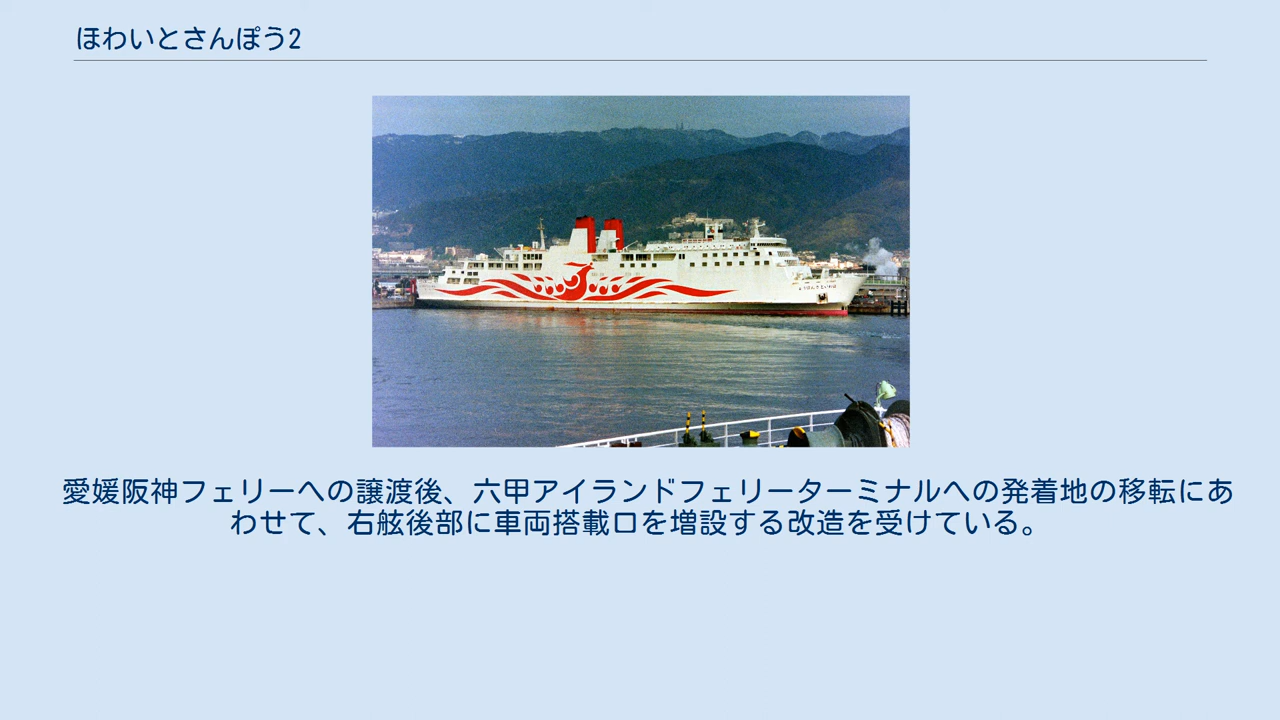 ほわいとさんぽう2
愛媛阪神フェリーへの譲渡後、六甲アイランドフェリーターミナルへの発着地の移転にあ
わせて、右舷後部に車両搭載口を増設する改造を受けている。